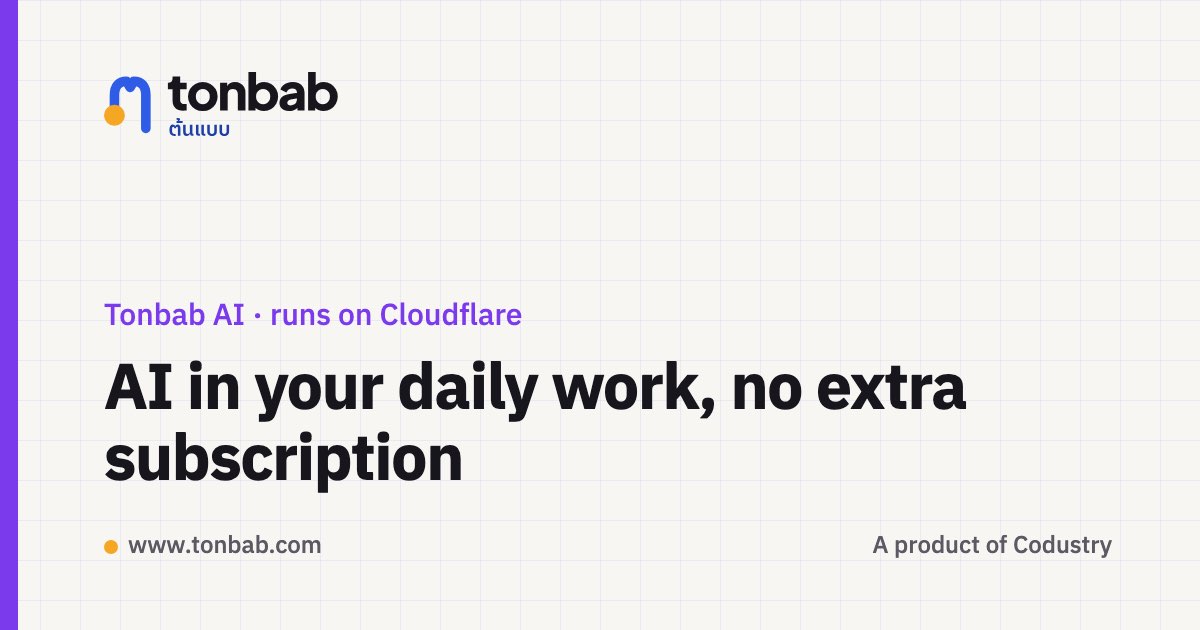 tonbab
ต้นแบบ
Tonbab AI · runs on Cloudflare
AI in your daily work, no extra
subscription
www.tonbab.com
A product of Codustry